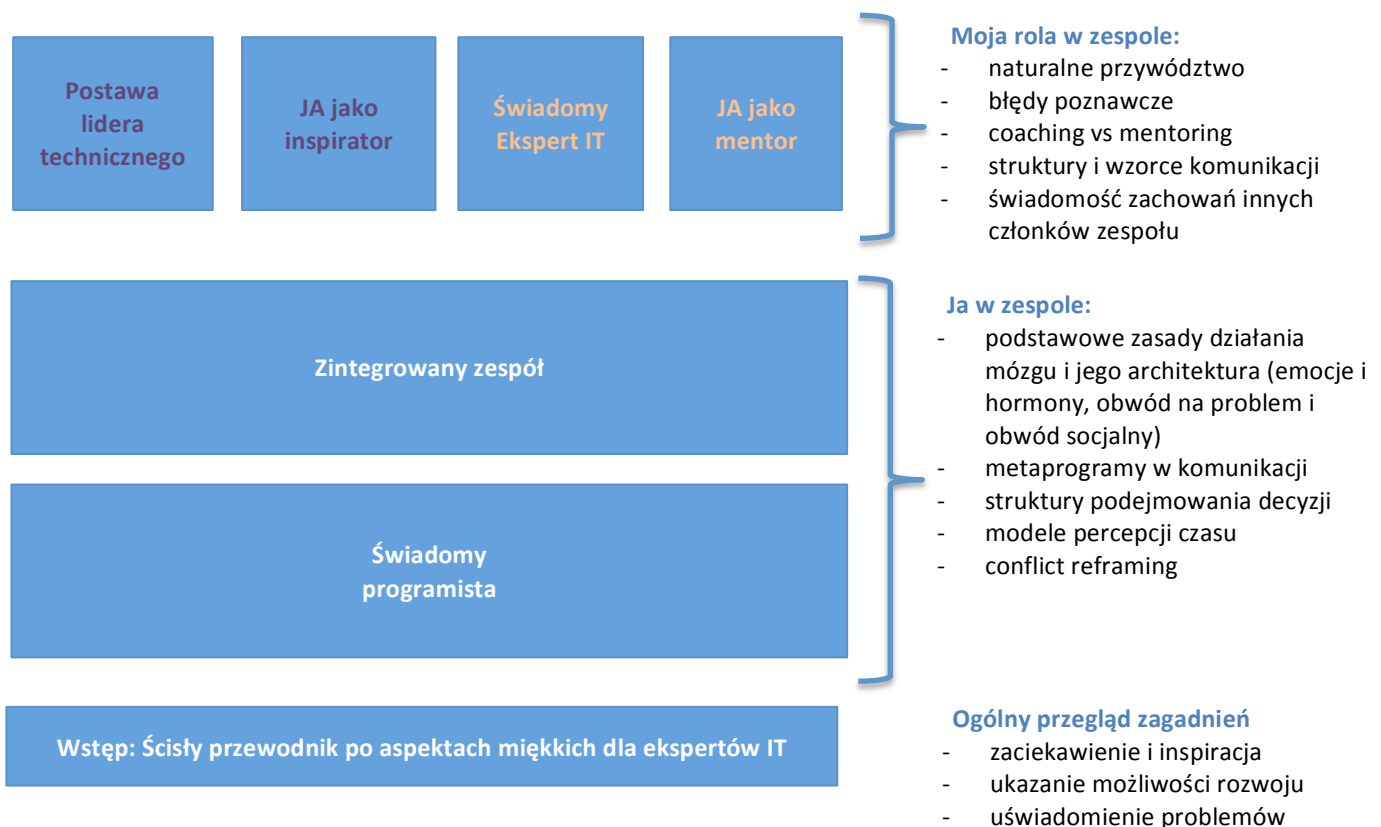 Postawa
lidera
technicznego
JA jako
inspirator
Świadomy
Ekspert IT
JA jako
mentor
Moja rola w zespole:
- naturalne przywództwo
- błędy poznawcze
- coaching vs mentoring
- struktury i wzorce komunikacji
- świadomość zachowań innych
członków zespołu
Zintegrowany zespół
Świadomy
programista
Ja w zespole:
- podstawowe zasady działania
mózgu i jego architektura (emocje i
hormony, obwód na problem i
obwód socjalny)
- metaprogramy w komunikacji
- struktury podejmowania decyzji
- modele percepcji czasu
- conflict reframing
Wstęp: Ścisły przewodnik po aspektach miękkich dla ekspertów IT
Ogólny przegląd zagadnień
- zaciekawienie i inspiracja
- ukazanie możliwości rozwoju
- uświadomienie problemów